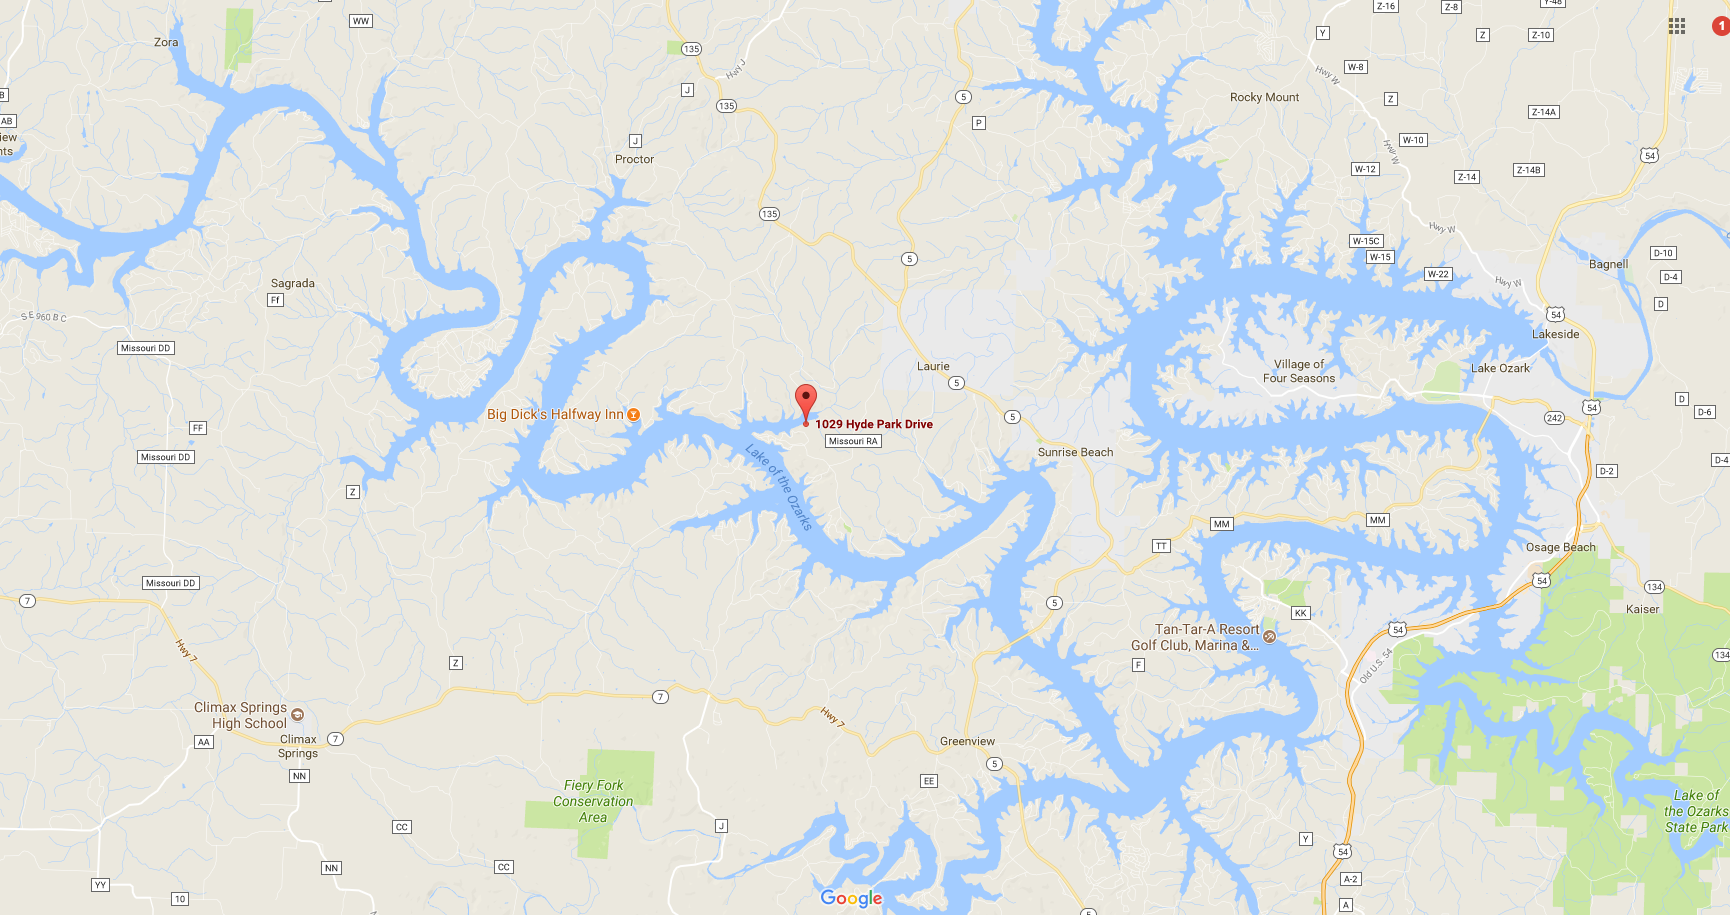 Z-16
Z-8
Y-48
WW
Zora
135
Hwy J
J
135
5
P
Y
Z
Z-10
1
W-8
Hwy W
Rocky Mount
Z
Z-14A
B
AB
iew
nts
J
Proctor
W-10
Hwy W
54
W-12
Z-14
Z-14B
135
5
Hwy W
W-15C
W-15
W-22
Hwy W
D-10
Bagnell
D-4
D
Sagrada
Ff
S E 960 B C
Missouri DD
54
Lakeside
Laurie
5
Village of
Four Seasons
Lake Ozark
Big Dick's Halfway Inn
1029 Hyde Park Drive
Missouri RA
5
242
54
D
D-6
FF
Missouri DD
Lake of the Ozarks
Sunrise Beach
D-2
D-4
Z
MM
MM
TT
Osage Beach
54
Missouri DD
7
5
KK
134
Kaiser
Hwy 7
Tan-Tar-A Resort
Golf Club, Marina &...
54
Old U.S. 54
F
134
Z
7
Climax Springs
High School
Climax
Springs
AA
7
Hwy 7
Greenview
5
NN
EE
Fiery Fork
Conservation
Area
Lake of
the Ozarks
State Park
CC
J
Y
54
CC
NN
YY
10
Google
A-2
A
5